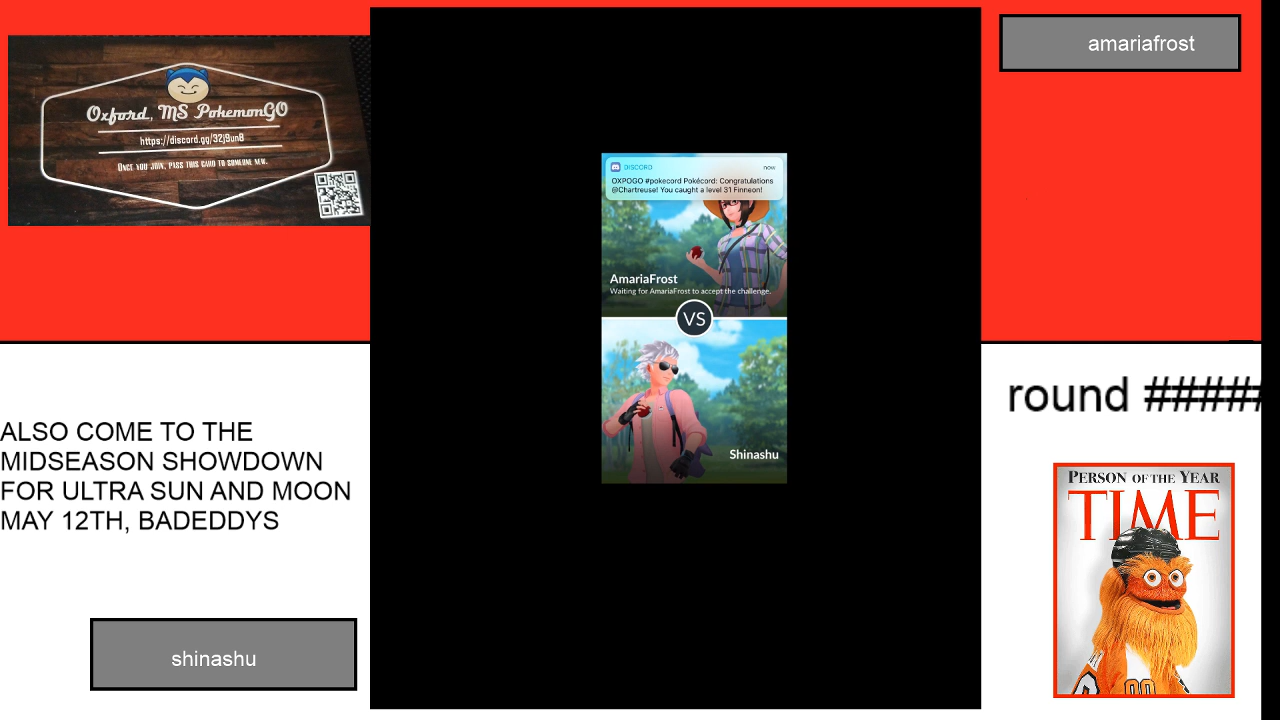 Oxford, MS PokemonGO
https://discord.gg/32j9un8
ONCE YOU JOIN, PASS THIS CARD TO SOMEONE NEW.
amariafrost
DISCORD now
OXPOGO #pokecord Pokécord: Congratulations
@Chartreuse! You caught a level 31 Finneon!
AmariaFrost
Waiting for AmariaFrost to accept the challenge.
VS
Shinashu
ALSO COME TO THE
MIDSEASON SHOWDOWN
FOR ULTRA SUN AND MOON
MAY 12TH, BADEDDYS
shinashu
round #####
PERSON OF THE YEAR
TIME
00